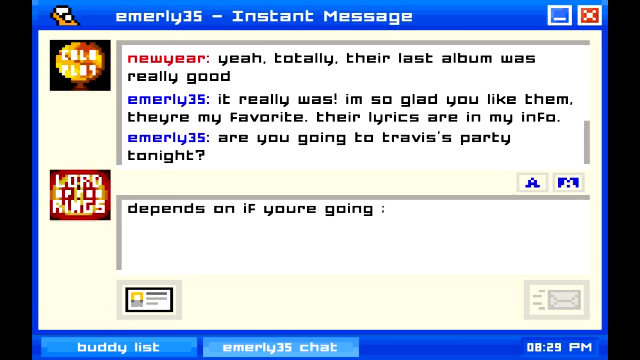 emerly35 - Instant Message
COLD
PLAY
newyear: yeah, totally, their last album was
really good
emerly35: it really was! im so glad you like them,
theyre my favorite. their lyrics are in my info.
emerly35: are you going to travis's party
tonight?
A
LORD
OF THE
RINGS
depends on if youre going ;
buddy list
emerly35 chat
08:29 PM